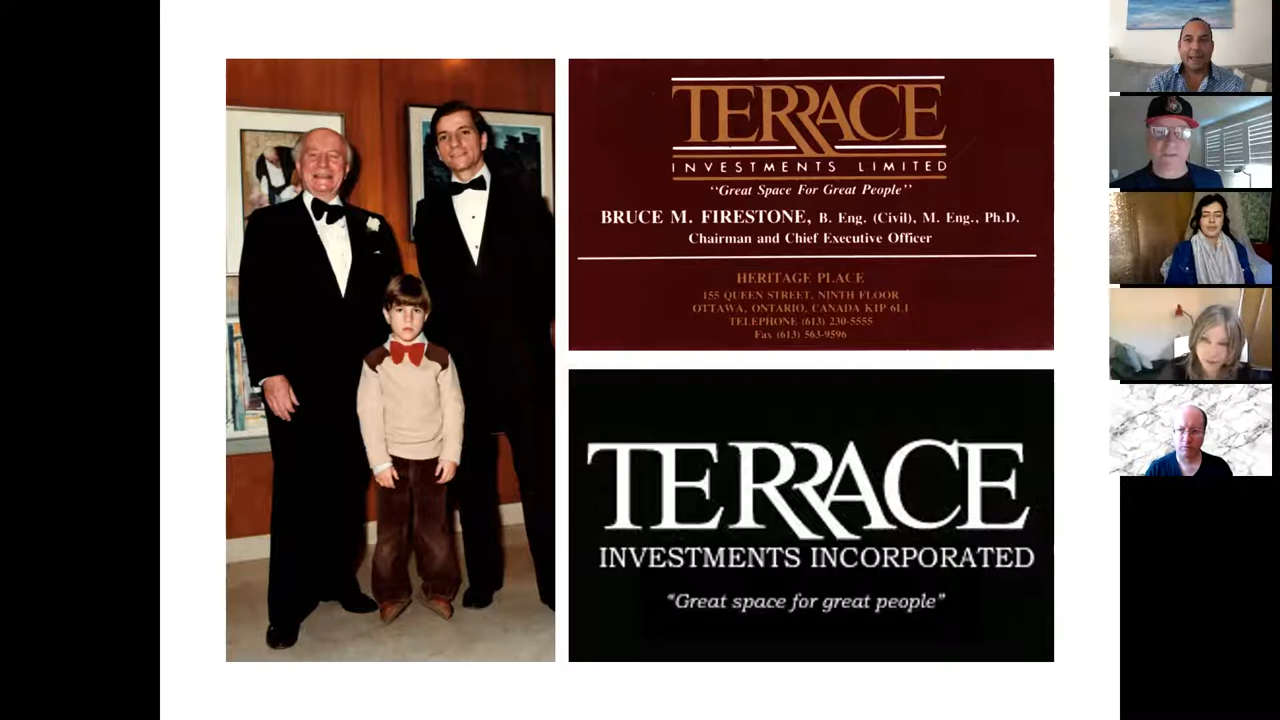 TERRACE
INVESTMENTS LIMITED
"Great Space For Great People"
BRUCE M. FIRESTONE, B. Eng. (Civil), M. Eng., Ph.D.
Chairman and Chief Executive Officer
HERITAGE PLACE
155 QUEEN STREET, NINTH FLOOR
OTTAWA, ONTARIO, CANADA K1P 6L1
TELEPHONE (613) 230-5555
Fax (613) 563-9596
TERRACE
INVESTMENTS INCORPORATED
"Great space for great people"